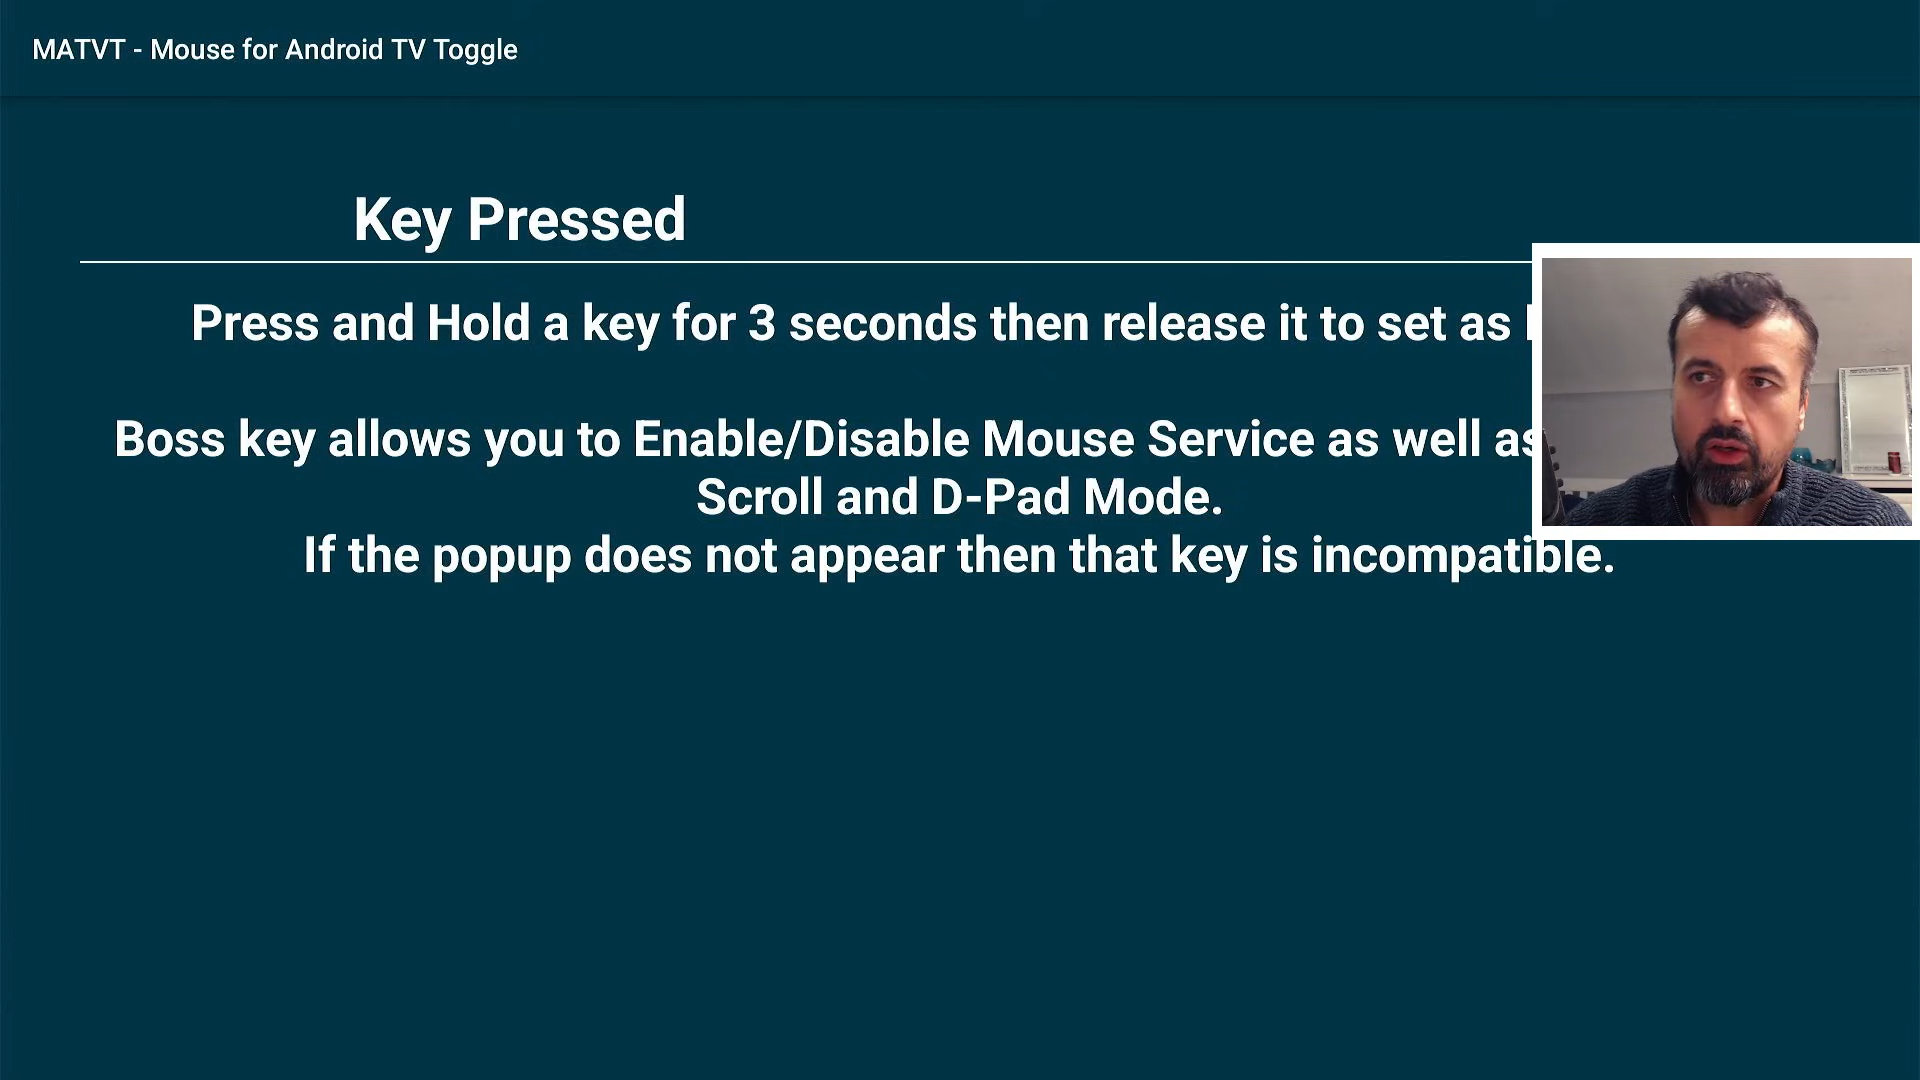 MATVT - Mouse for Android TV Toggle
Key Pressed
Press and Hold a key for 3 seconds then release it to set as
Boss key allows you to Enable/Disable Mouse Service as well as
Scroll and D-Pad Mode.
If the popup does not appear then that key is incompatible.